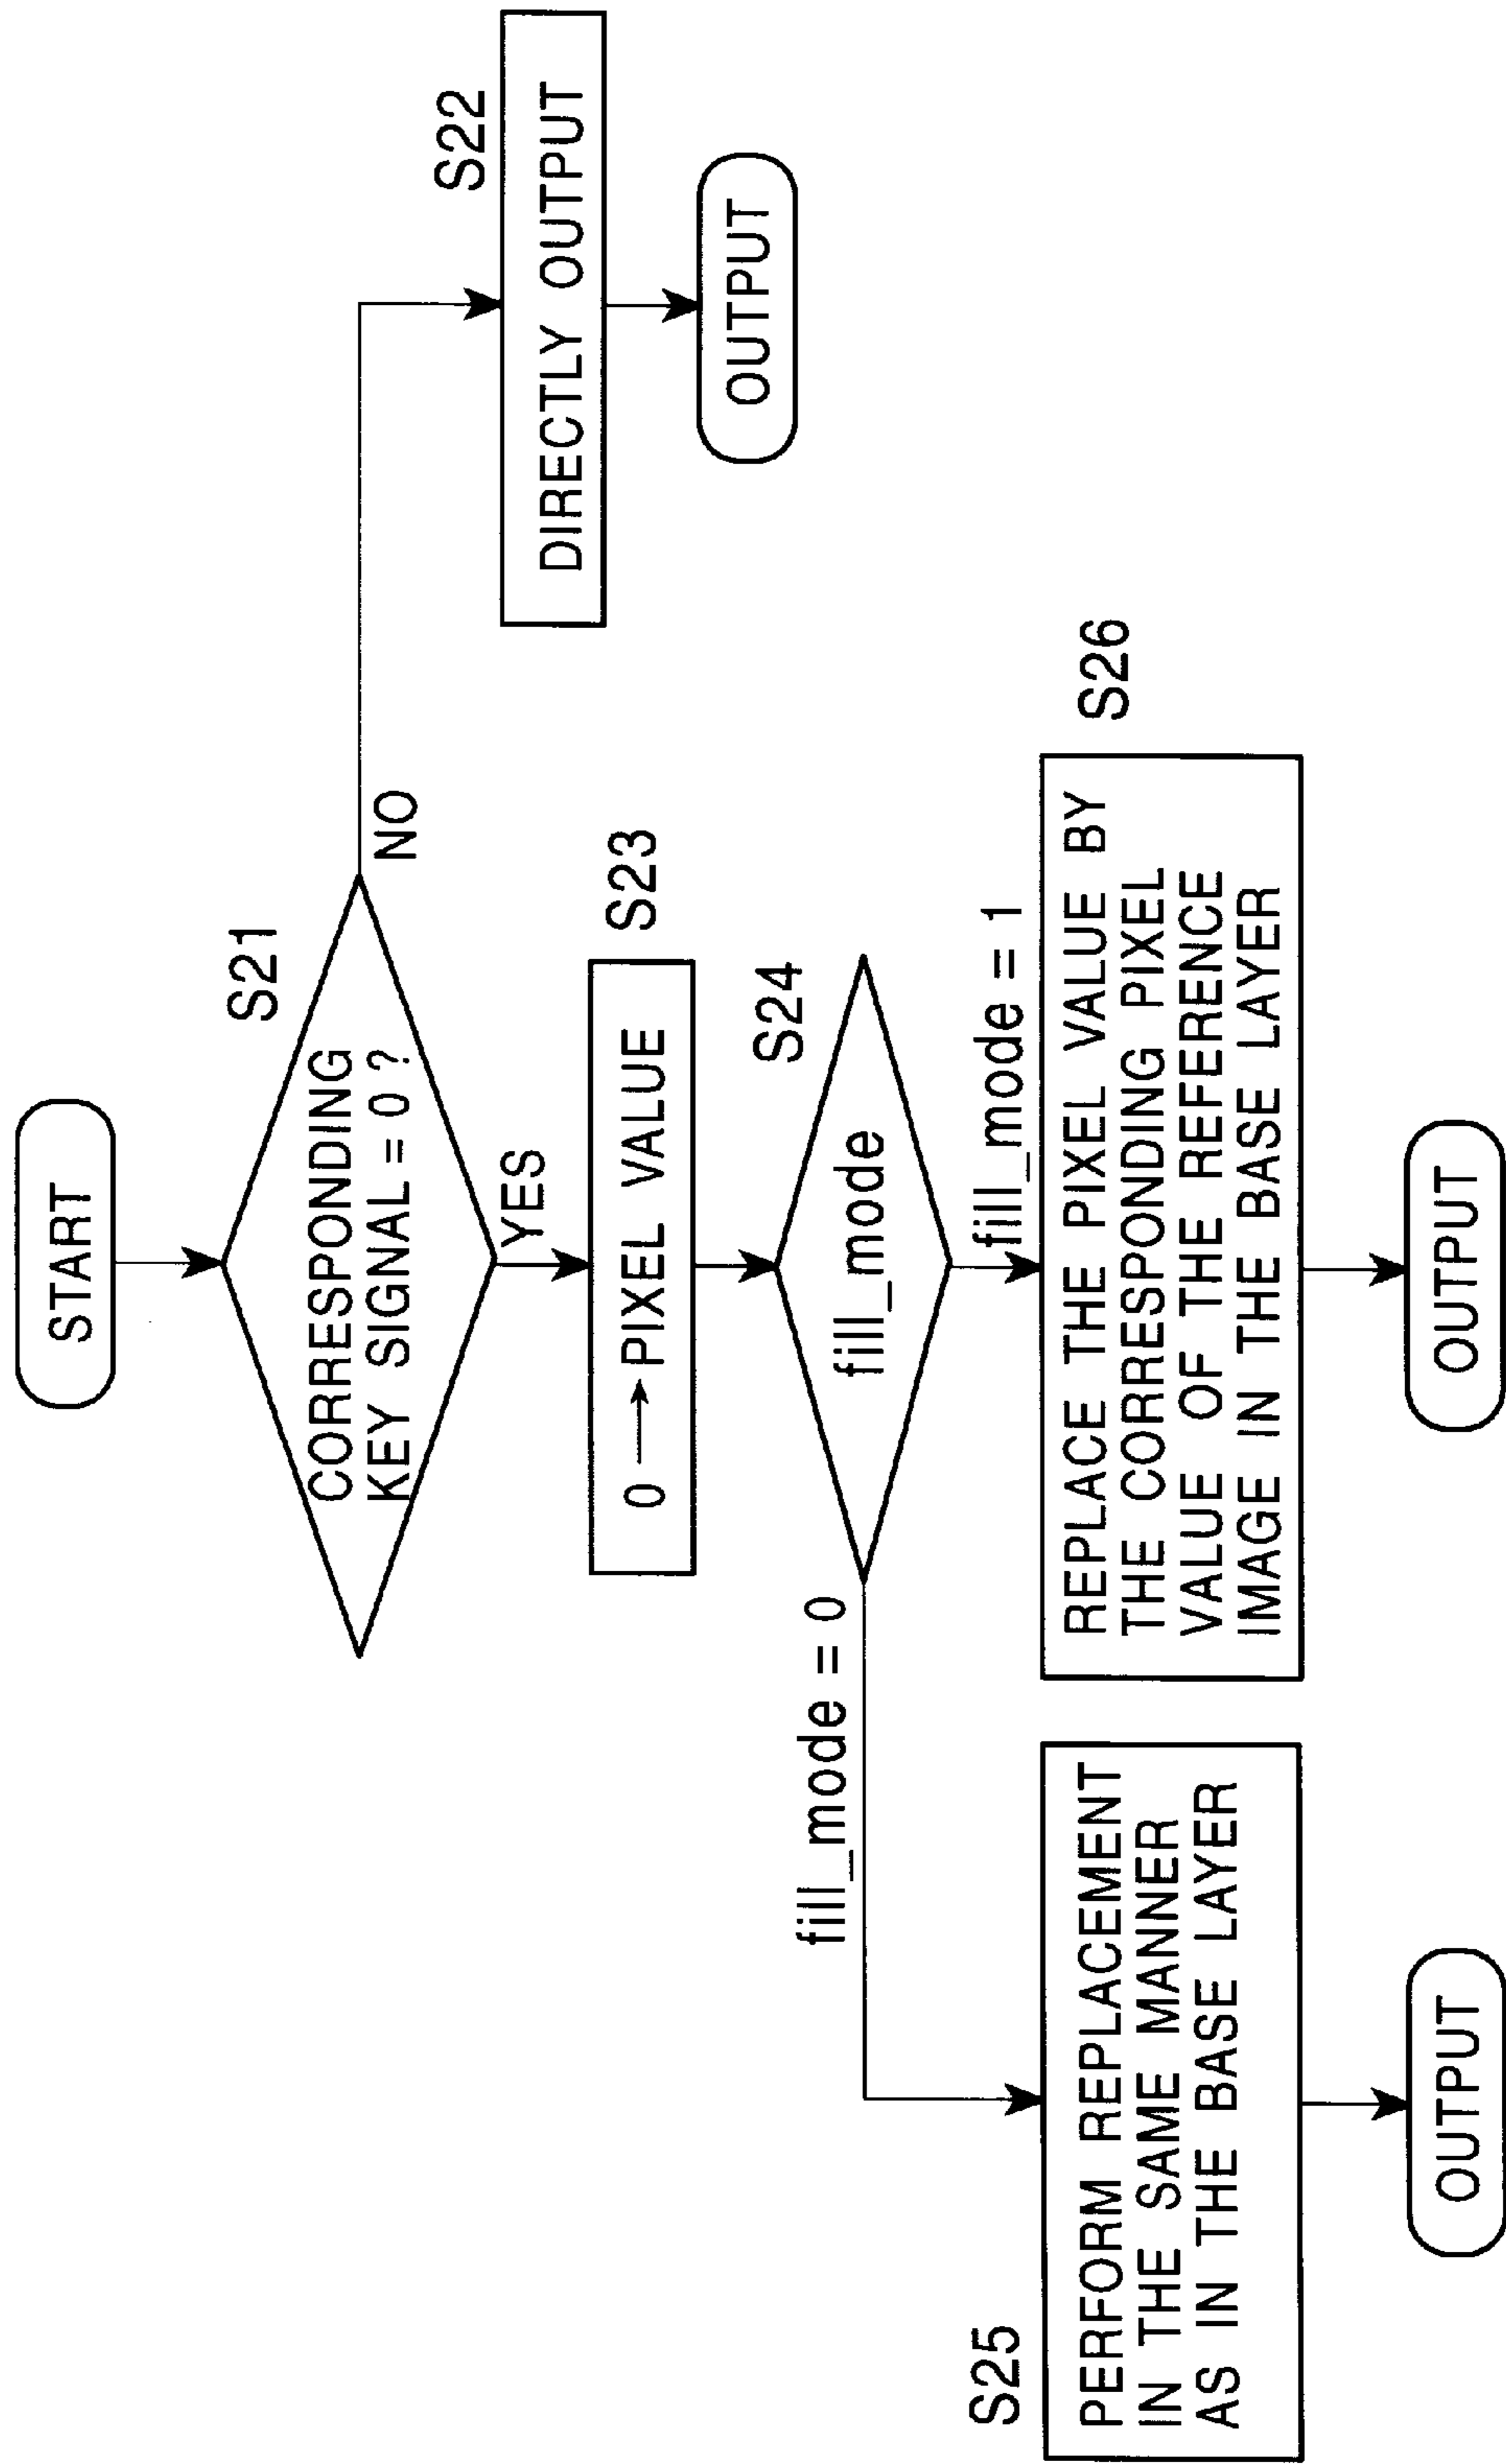 START
S21
CORRESPONDING
KEY SIGNAL = 0 ?
NO
YES
S22
DIRECTLY OUTPUT
OUTPUT
S23
0 → PIXEL VALUE
S24
fill_mode
fill_mode = 0
fill_mode = 1
S25
PERFORM REPLACEMENT
IN THE SAME MANNER
AS IN THE BASE LAYER
OUTPUT
S26
REPLACE THE PIXEL VALUE BY
THE CORRESPONDING PIXEL
VALUE OF THE REFERENCE
IMAGE IN THE BASE LAYER
OUTPUT